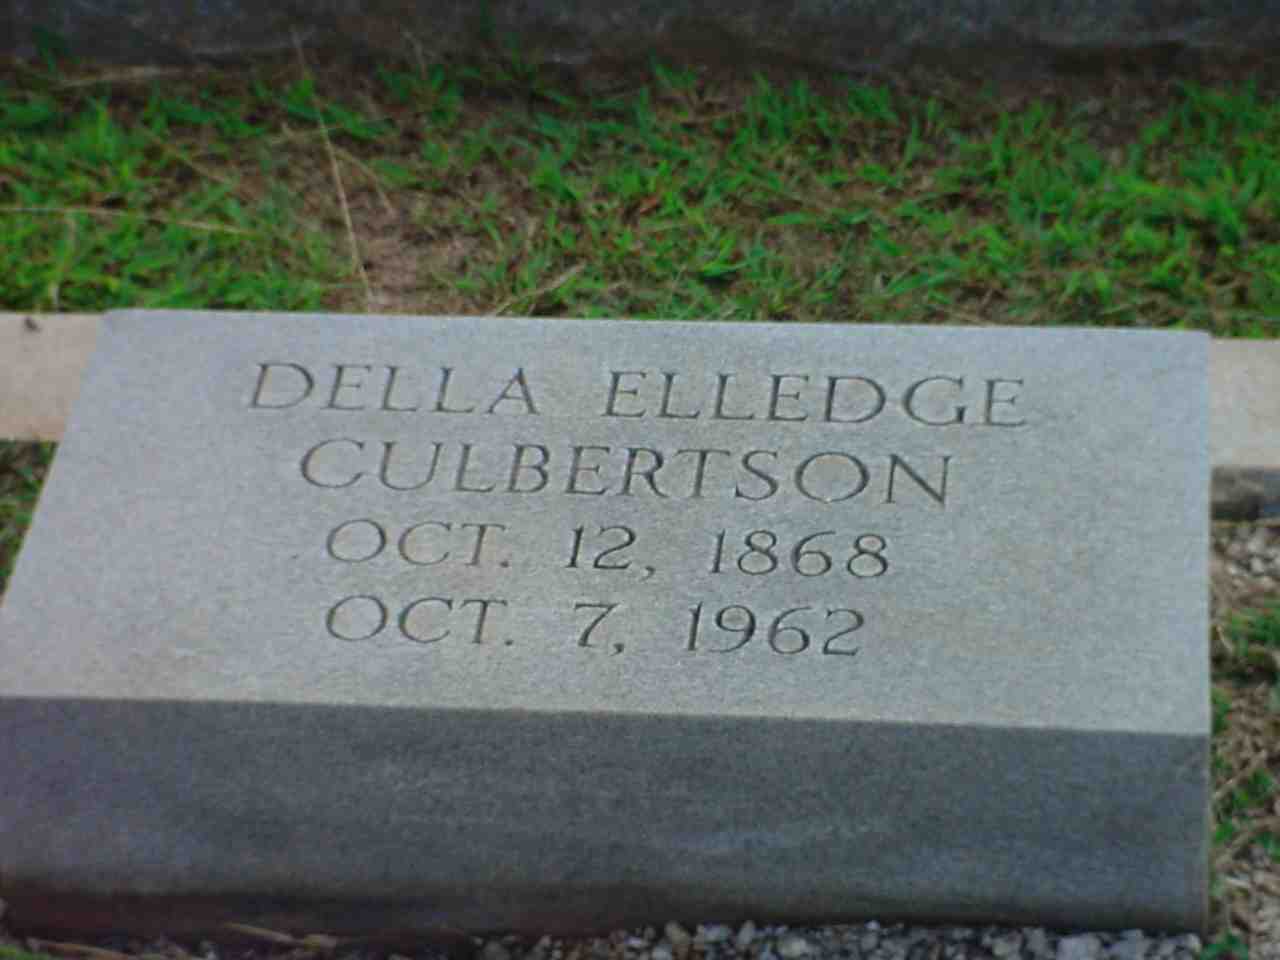 DELLA ELLEDGE
CULBERTSON
OCT. 12, 1868
OCT. 7, 1962